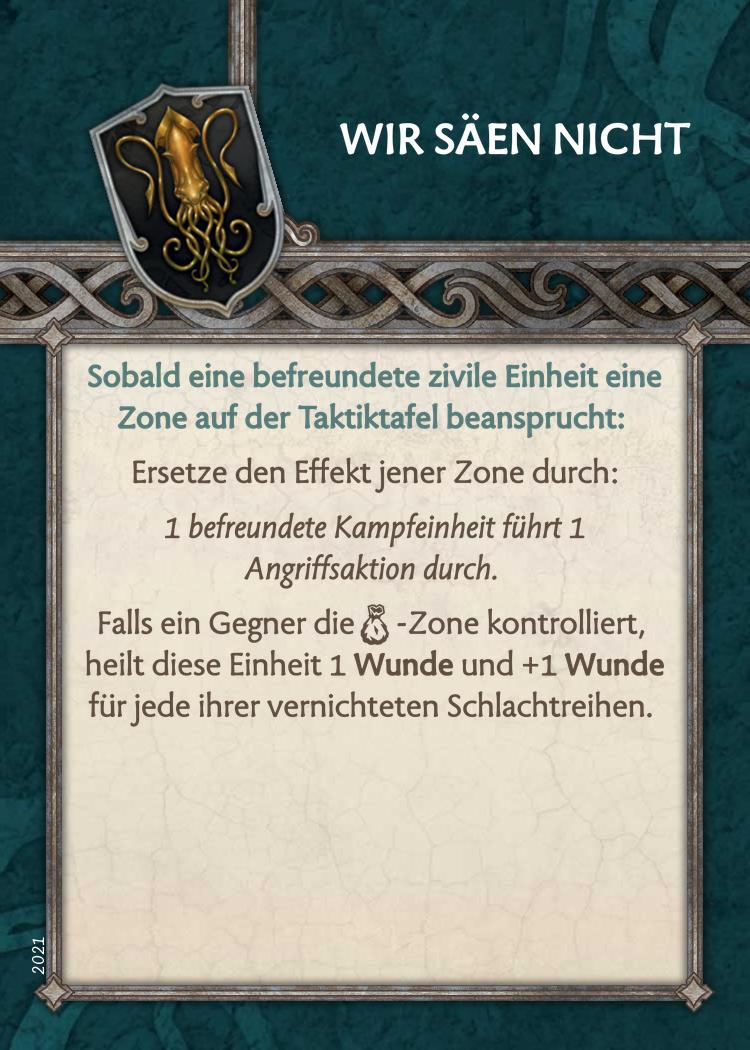 WIR SÄEN NICHT
Sobald eine befreundete zivile Einheit eine
Zone auf der Taktiktafel beansprucht:
Ersetze den Effekt jener Zone durch:
1 befreundete Kampfeinheit führt 1
Angriffsaktion durch.
Falls ein Gegner die -Zone kontrolliert,
heilt diese Einheit 1 Wunde und +1 Wunde
für jede ihrer vernichteten Schlachtreihen.
2021